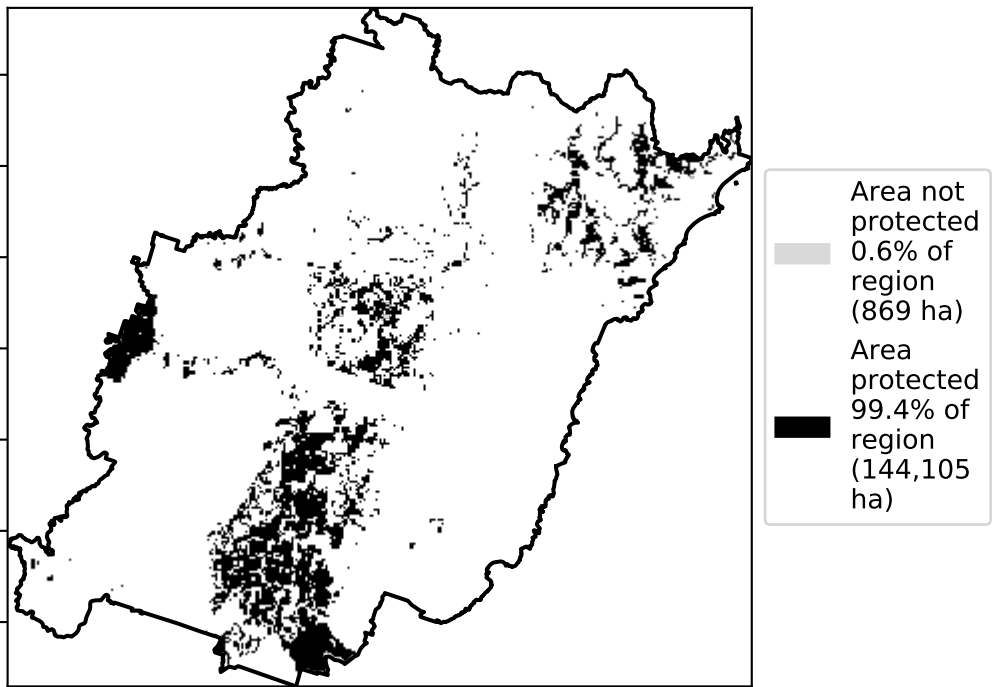 Area not
protected
0.6% of
region
(869 ha)
Area
protected
99.4% of
region
(144,105
ha)